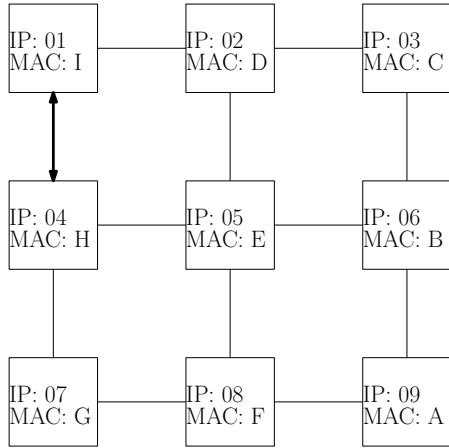 IP: 01
MAC: I
IP: 02
MAC: D
IP: 03
MAC: C
IP: 04
MAC: H
IP: 05
MAC: E
IP: 06
MAC: B
IP: 07
MAC: G
IP: 08
MAC: F
IP: 09
MAC: A